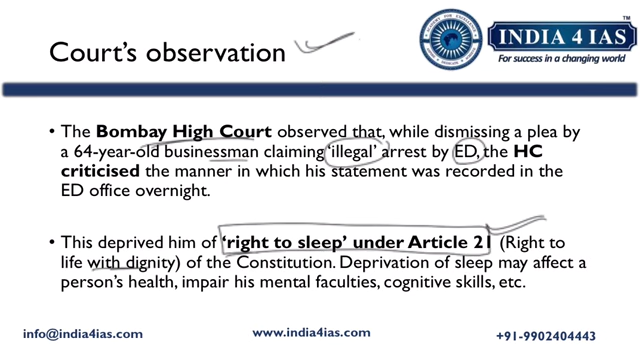 Court's observation
INDIA 4 IAS
TM
For success in a changing world
• The Bombay High Court observed that, while dismissing a plea by
a 64-year-old businessman claiming 'illegal' arrest by ED, the HC
criticised the manner in which his statement was recorded in the
ED office overnight.
• This deprived him of 'right to sleep' under Article 21 (Right to
life with dignity) of the Constitution. Deprivation of sleep may affect a
person's health, impair his mental faculties, cognitive skills, etc.
info@india4ias.com
www.india4ias.com
+91-9902404443